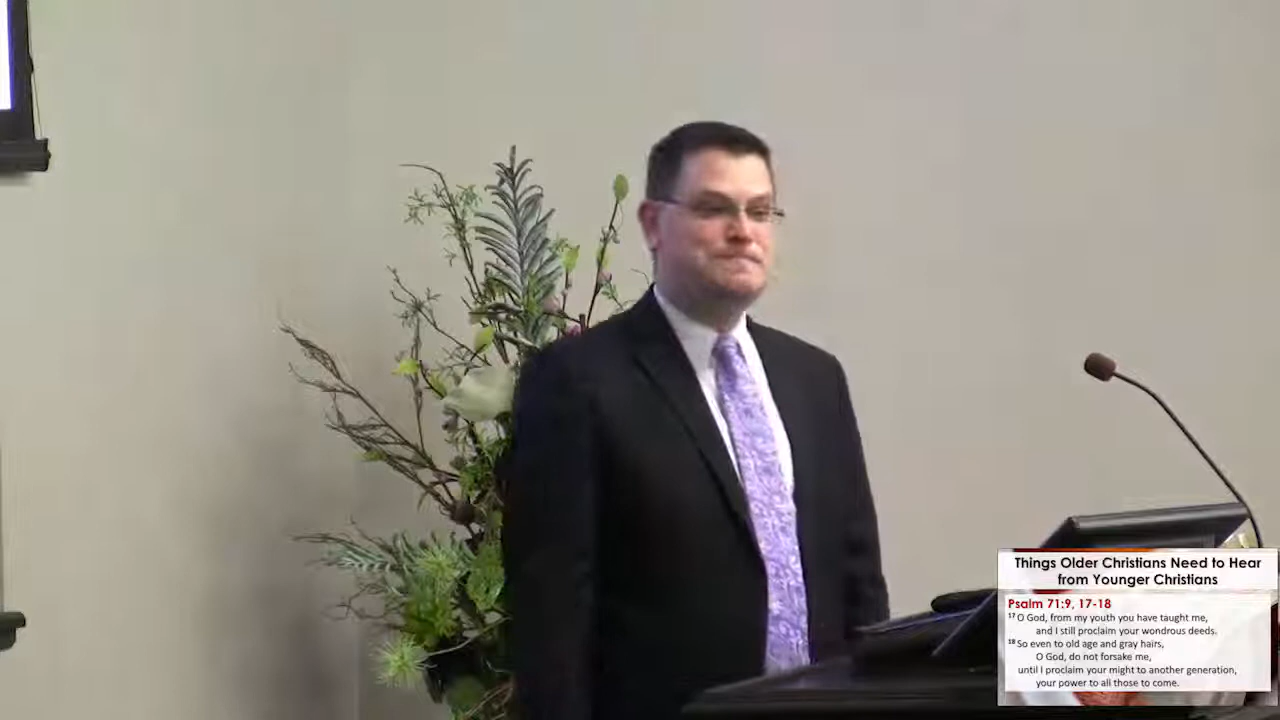 Things Older Christians Need to Hear
from Younger Christians
Psalm 71:9, 17-18
17 O God, from my youth you have taught me,
and I still proclaim your wondrous deeds.
18 So even to old age and gray hairs,
O God, do not forsake me,
until I proclaim your might to another generation,
your power to all those to come.